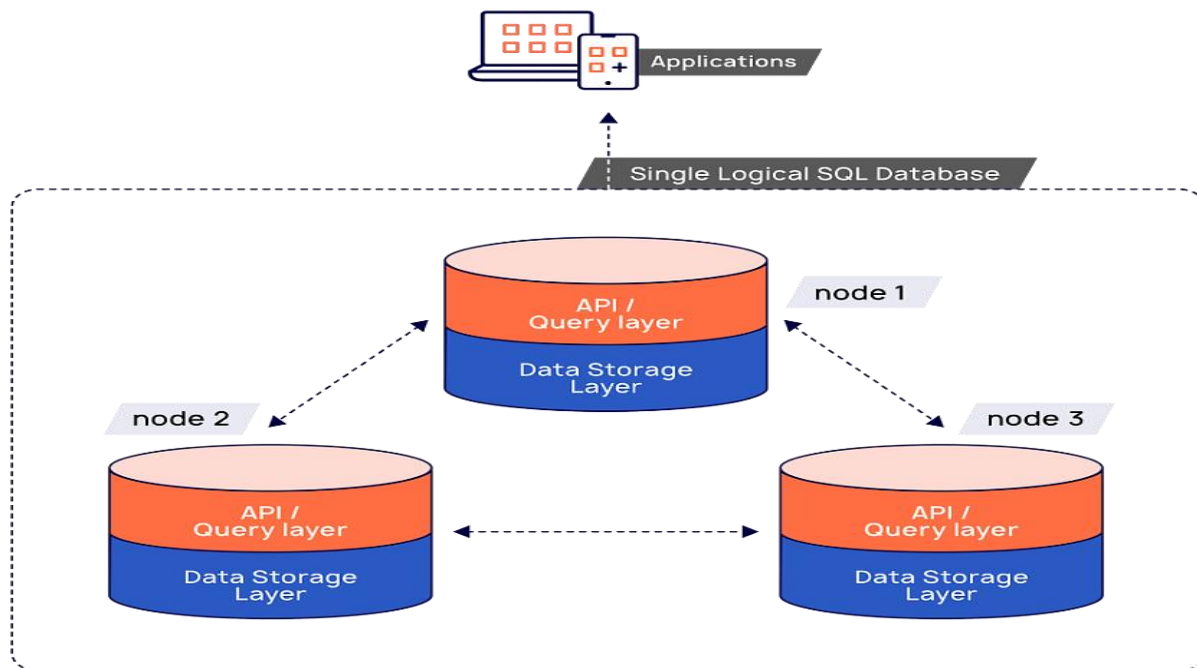 Applications
Single Logical SQL Database
node 1
API /
Query layer
Data Storage
Layer
node 2
API /
Query layer
Data Storage
Layer
node 3
API /
Query layer
Data Storage
Layer